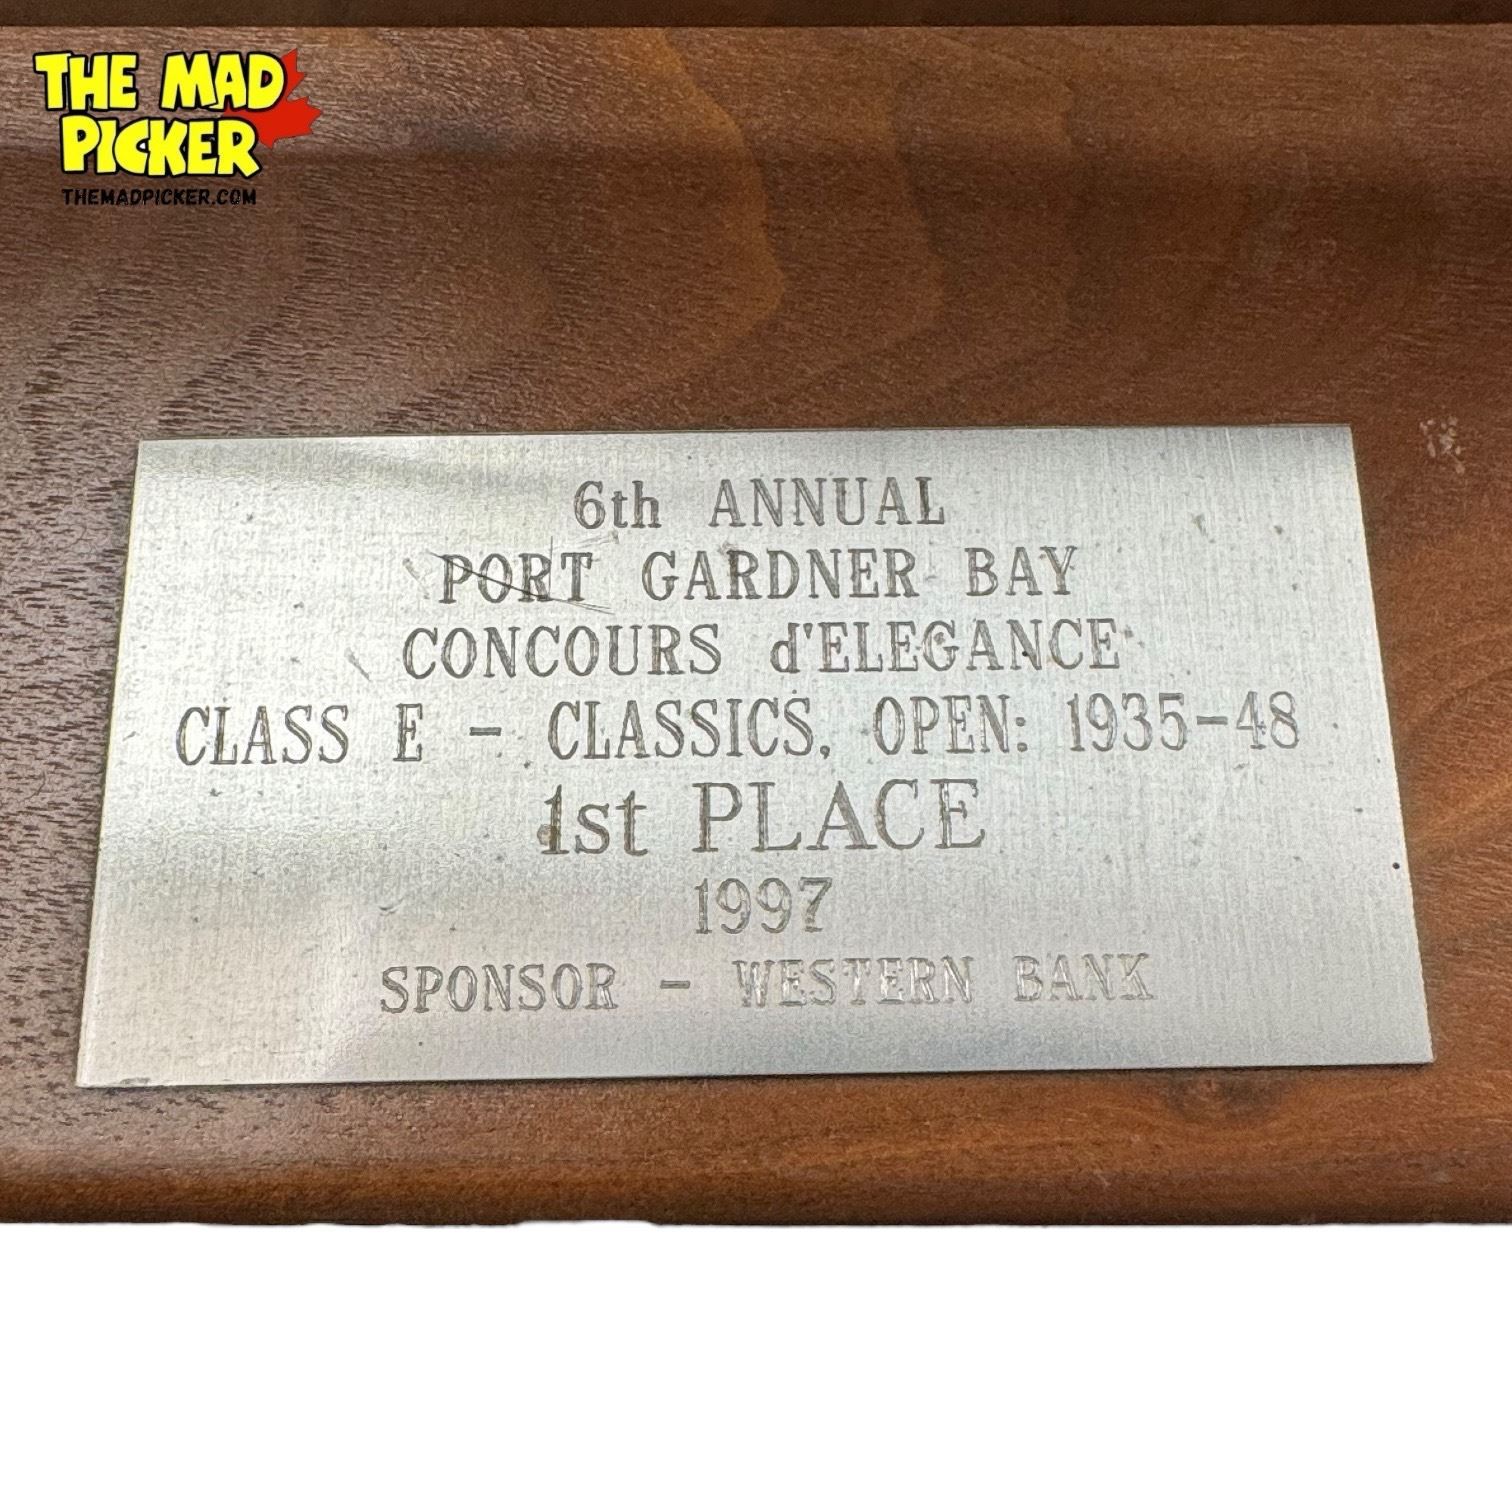 THE MAD
PICKER
THEMADPICKER.COM
6th ANNUAL
PORT GARDNER BAY
CONCOURS d'ELEGANCE
CLASS E - CLASSICS, OPEN: 1935-48
1st PLACE
1997
SPONSOR - WESTERN BANK